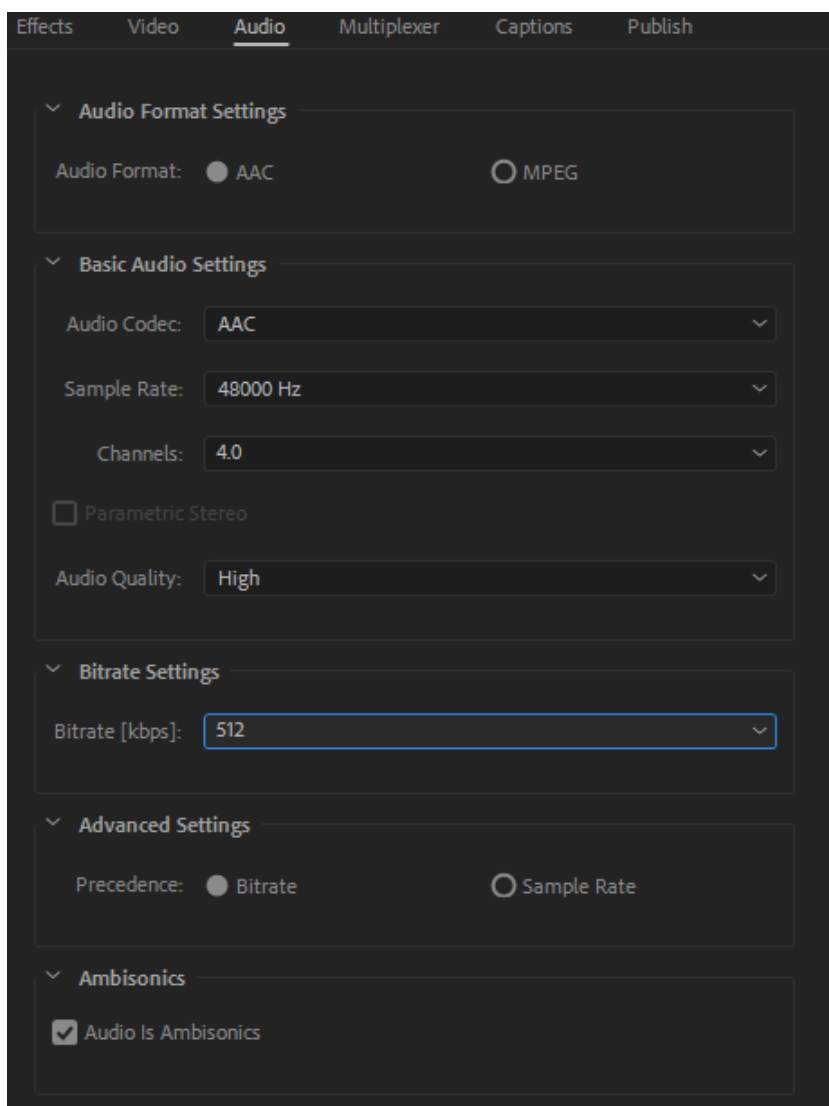 Effects Video Audio Multiplexer Captions Publish
Audio Format Settings
Audio Format: AAC MPEG
Basic Audio Settings
Audio Codec: AAC
Sample Rate: 48000 Hz
Channels: 4.0
Parametric Stereo
Audio Quality: High
Bitrate Settings
Bitrate [kbps]: 512
Advanced Settings
Precedence: Bitrate Sample Rate
Ambisonics
Audio Is Ambisonics